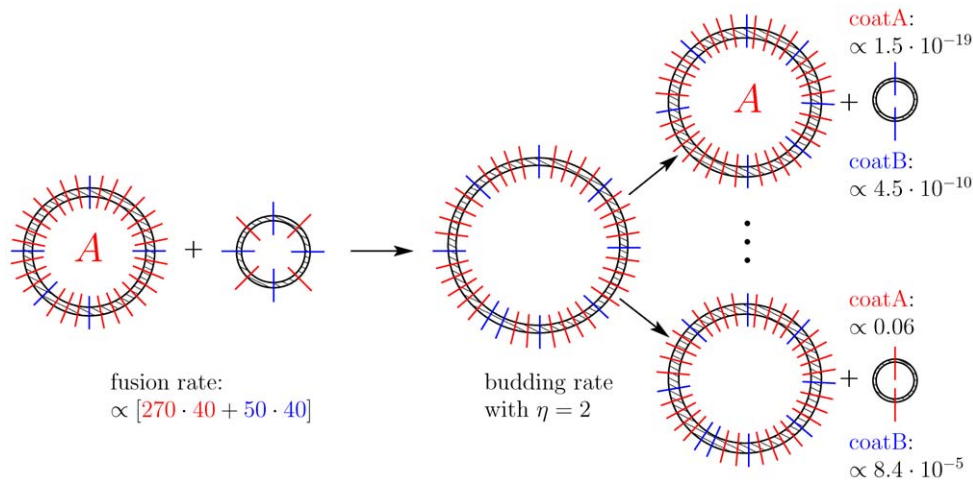 coatA:
∝ 1.5 · 10⁻¹⁹
A
+
coatB:
∝ 4.5 · 10⁻¹⁰
A
+
fusion rate:
∝ [270 · 40 + 50 · 40]
budding rate
with η = 2
coatA:
∝ 0.06
+
coatB:
∝ 8.4 · 10⁻⁵